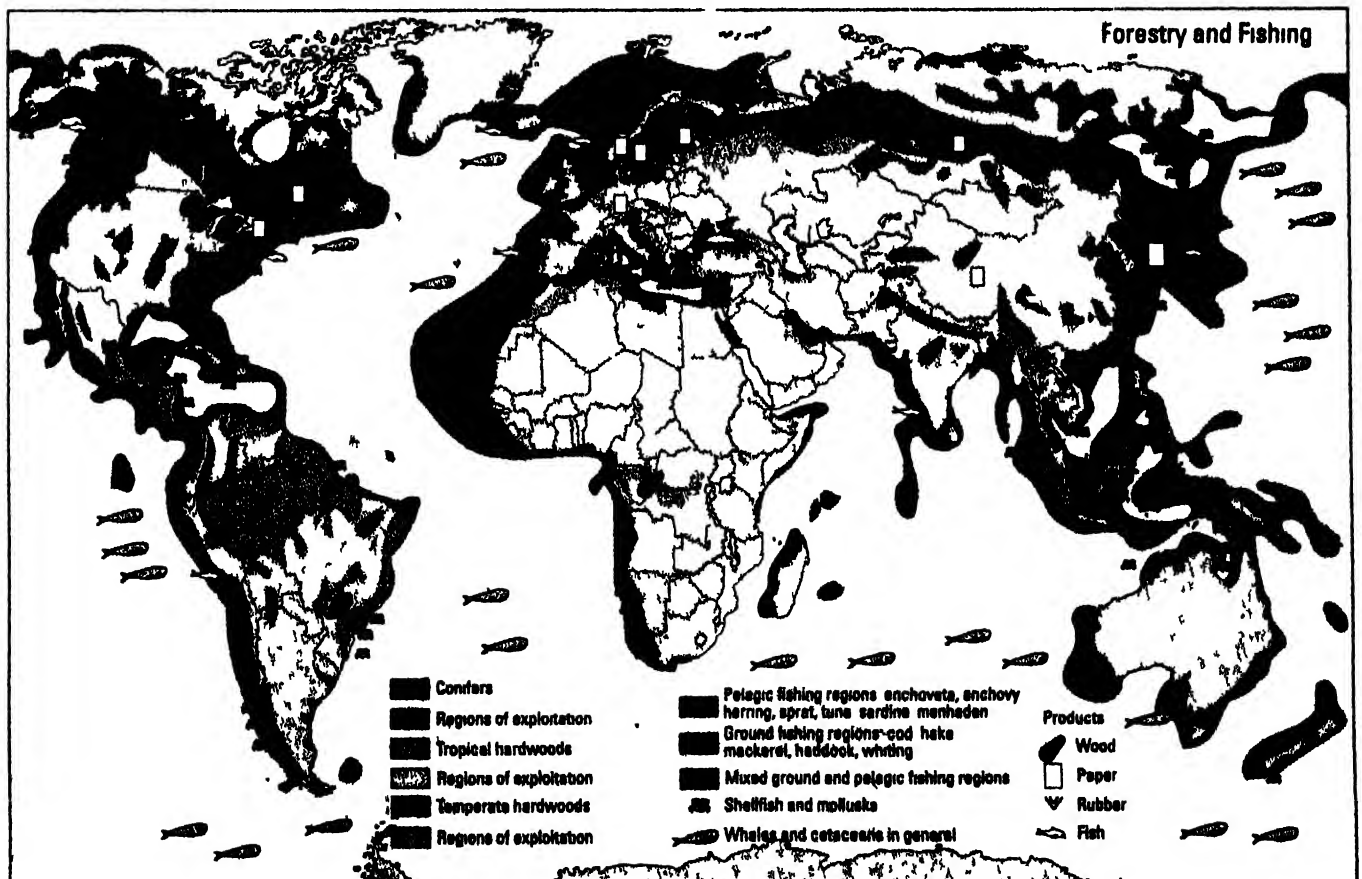 Forestry and Fishing
Conifers
Regions of exploitation
Tropical hardwoods
Regions of exploitation
Temperate hardwoods
Regions of exploitation
Pelagic fishing regions enchoveta, anchovy
herring, sprat, tuna sardine menhaden
Ground fishing regions-cod hake
mackerel, haddock, whiting
Mixed ground and pelagic fishing regions
Shellfish and mollusks
Whales and cetaceans in general
Products
Wood
Paper
Rubber
Fish